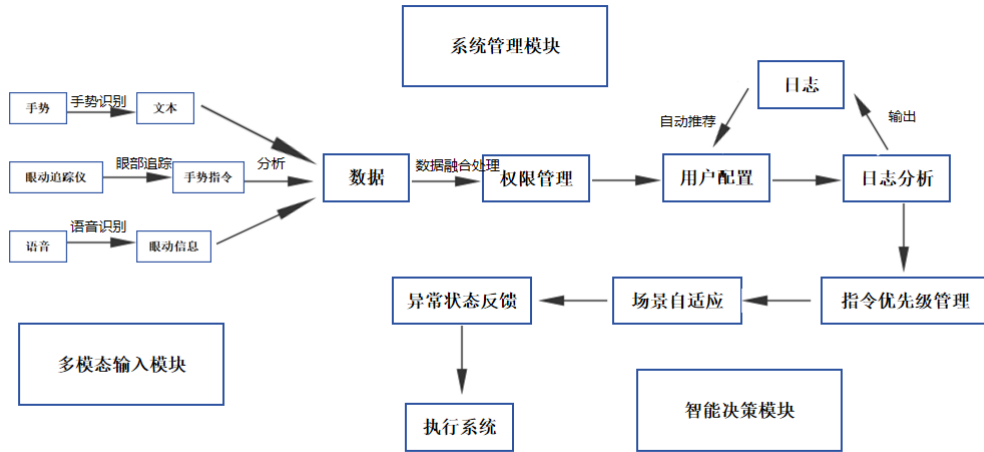 系统管理模块
手势
手势识别
文本
日志
自动推荐
输出
眼动追踪仪
眼部追踪
手势指令
分析
数据
数据融合处理
权限管理
用户配置
日志分析
语音
语音识别
眼动信息
异常状态反馈
场景自适应
指令优先级管理
多模态输入模块
执行系统
智能决策模块